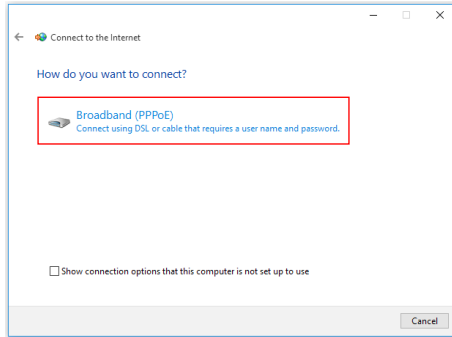 Connect to the Internet
How do you want to connect?
Broadband (PPPoE)
Connect using DSL or cable that requires a user name and password.
Show connection options that this computer is not set up to use
Cancel